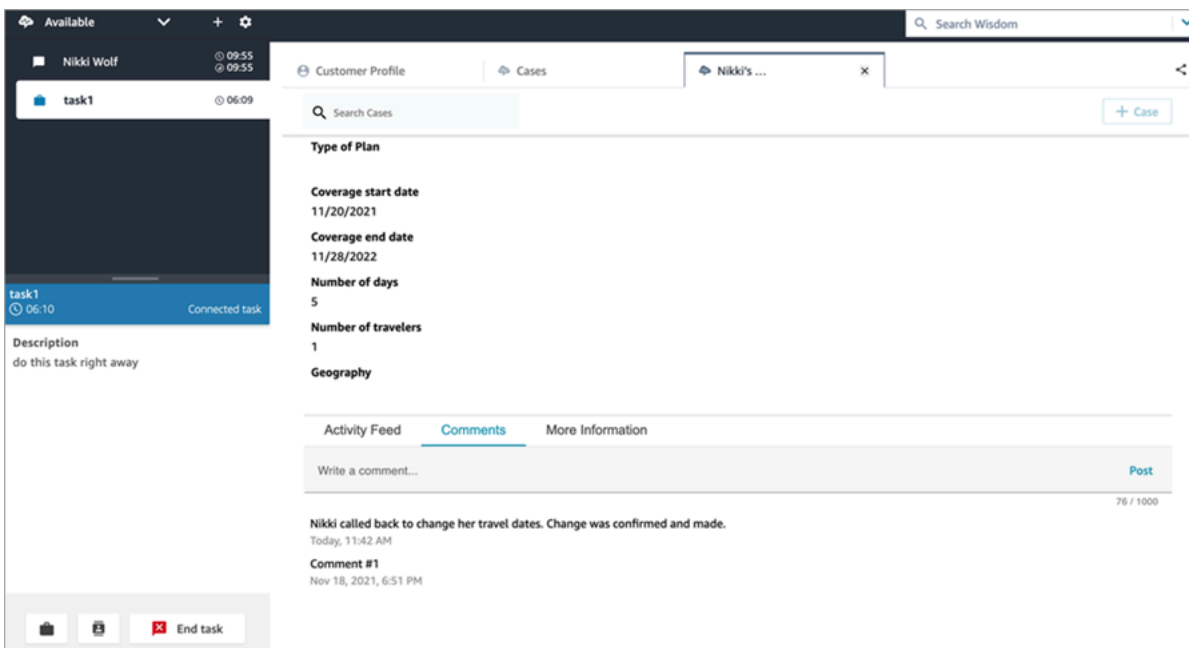 Available
Search Wisdom
Nikki Wolf
09:55
09:55
task1
06:09
Customer Profile
Cases
Nikki's ...
Search Cases
+ Case
Type of Plan
Coverage start date
11/20/2021
Coverage end date
11/28/2022
Number of days
5
Number of travelers
1
Geography
task1
06:10
Connected task
Description
do this task right away
Activity Feed
Comments
More Information
Write a comment...
Post
76 / 1000
Nikki called back to change her travel dates. Change was confirmed and made.
Today, 11:42 AM
Comment #1
Nov 18, 2021, 6:51 PM
End task